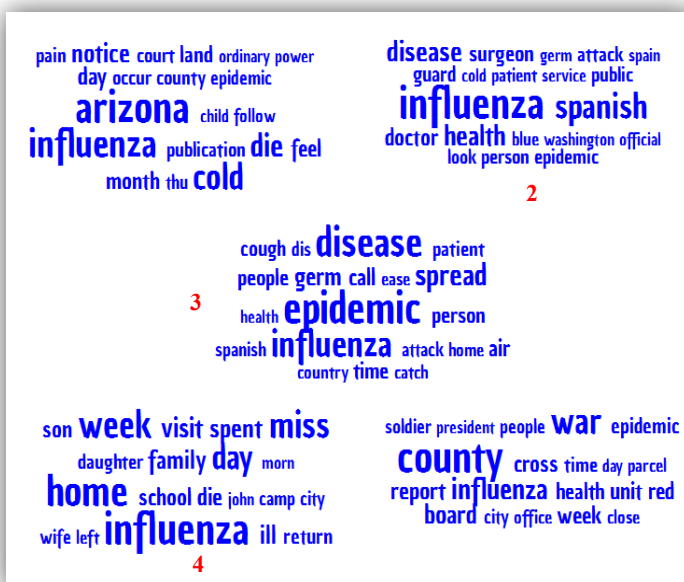 pain notice court land ordinary power
day occur county epidemic
arizona child follow
influenza publication die feel
month thu cold
disease surgeon germ attack spain
guard cold patient service public
influenza spanish
doctor health blue washington official
look person epidemic
2
cough dis disease patient
people germ call ease spread
3
health epidemic person
spanish influenza attack home air
country time catch
son week visit spent miss
daughter family day morn
home school die john camp city
wife left influenza ill return
4
soldier president people war epidemic
county cross time day parcel
report influenza health unit red
board city office week close